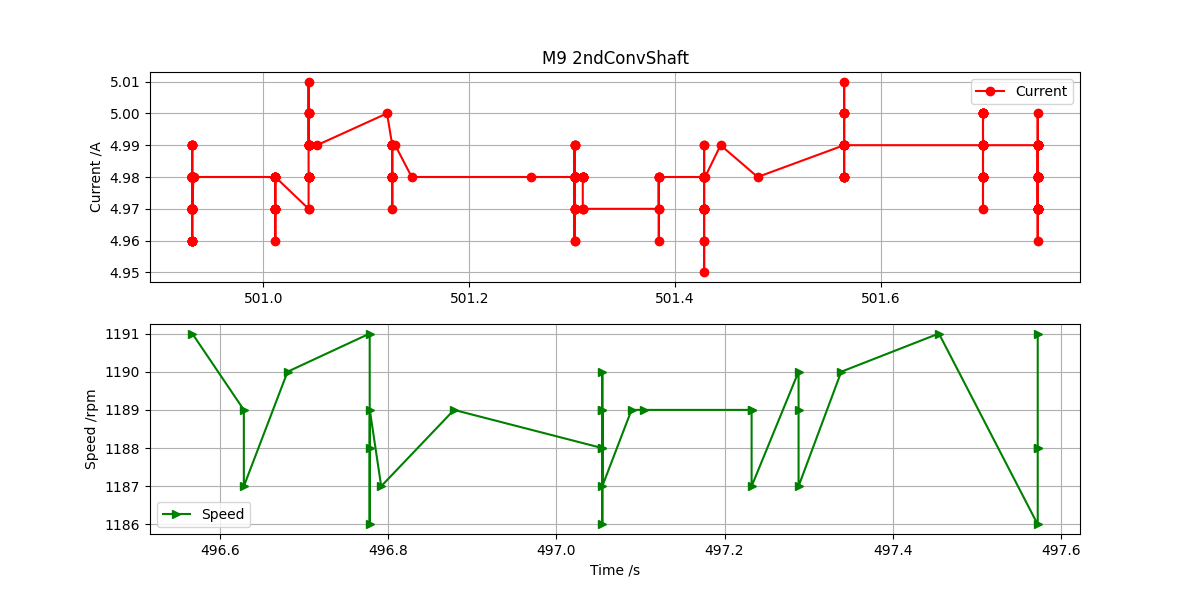 M9 2ndConvShaft
5.01
5.00
4.99
4.98
4.97
4.96
4.95
Current /A
Current
501.0 501.2 501.4 501.6
1191
1190
1189
1188
1187
1186
Speed /rpm
Speed
496.6 496.8 497.0 497.2 497.4 497.6
Time /s